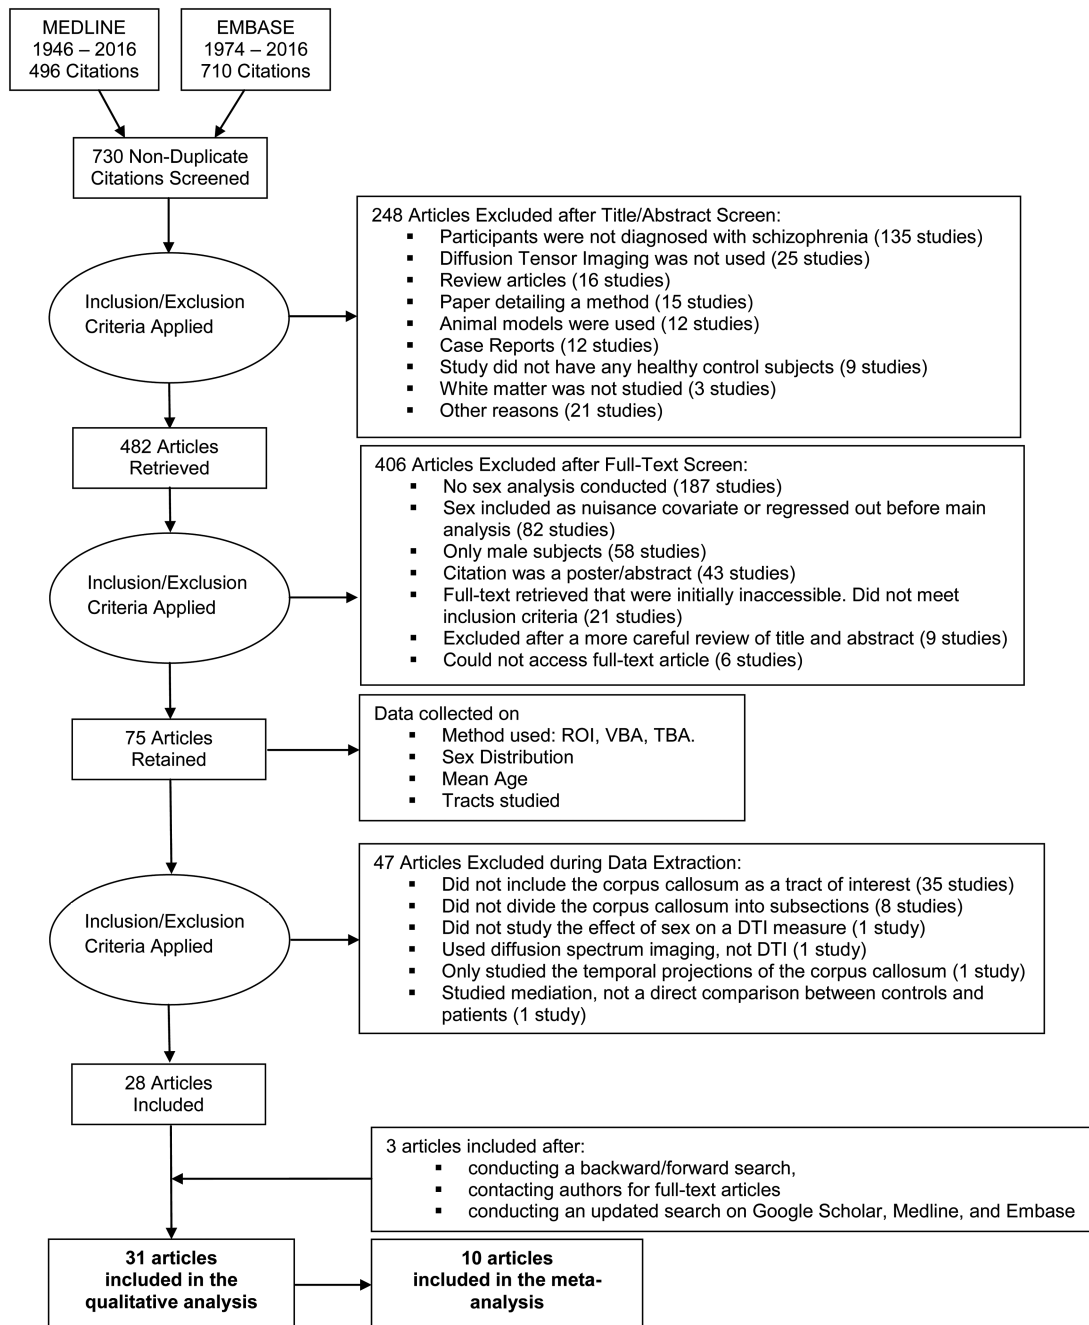 MEDLINE
1946 – 2016
496 Citations
EMBASE
1974 – 2016
710 Citations
730 Non-Duplicate
Citations Screened
248 Articles Excluded after Title/Abstract Screen:
▪ Participants were not diagnosed with schizophrenia (135 studies)
▪ Diffusion Tensor Imaging was not used (25 studies)
▪ Review articles (16 studies)
▪ Paper detailing a method (15 studies)
▪ Animal models were used (12 studies)
▪ Case Reports (12 studies)
▪ Study did not have any healthy control subjects (9 studies)
▪ White matter was not studied (3 studies)
▪ Other reasons (21 studies)
Inclusion/Exclusion
Criteria Applied
482 Articles
Retrieved
406 Articles Excluded after Full-Text Screen:
▪ No sex analysis conducted (187 studies)
▪ Sex included as nuisance covariate or regressed out before main
analysis (82 studies)
▪ Only male subjects (58 studies)
▪ Citation was a poster/abstract (43 studies)
▪ Full-text retrieved that were initially inaccessible. Did not meet
inclusion criteria (21 studies)
▪ Excluded after a more careful review of title and abstract (9 studies)
▪ Could not access full-text article (6 studies)
Inclusion/Exclusion
Criteria Applied
75 Articles
Retained
Data collected on
▪ Method used: ROI, VBA, TBA.
▪ Sex Distribution
▪ Mean Age
▪ Tracts studied
47 Articles Excluded during Data Extraction:
▪ Did not include the corpus callosum as a tract of interest (35 studies)
▪ Did not divide the corpus callosum into subsections (8 studies)
▪ Did not study the effect of sex on a DTI measure (1 study)
▪ Used diffusion spectrum imaging, not DTI (1 study)
▪ Only studied the temporal projections of the corpus callosum (1 study)
▪ Studied mediation, not a direct comparison between controls and
patients (1 study)
Inclusion/Exclusion
Criteria Applied
28 Articles
Included
3 articles included after:
▪ conducting a backward/forward search,
▪ contacting authors for full-text articles
▪ conducting an updated search on Google Scholar, Medline, and Embase
31 articles
included in the
qualitative analysis
10 articles
included in the meta-
analysis